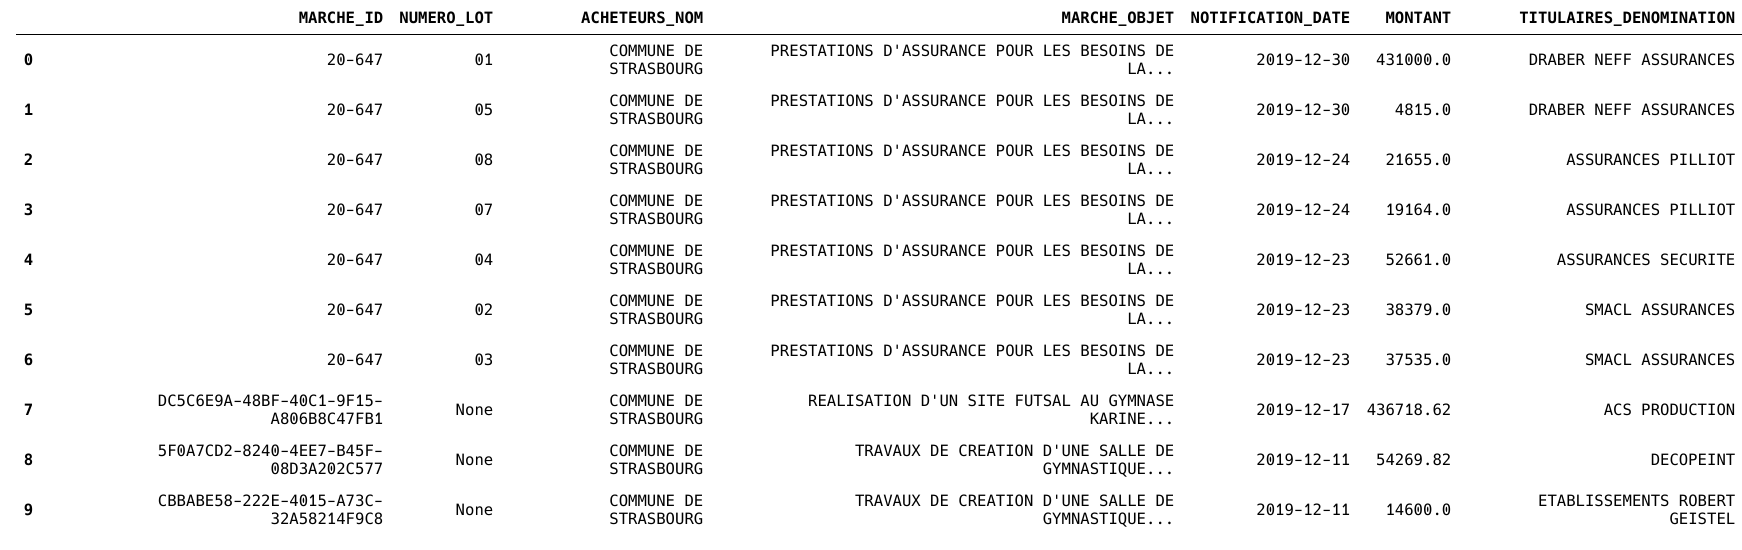 MARCHE_ID NUMERO_LOT ACHETEURS_NOM MARCHE_OBJET NOTIFICATION_DATE MONTANT TITULAIRES_DENOMINATION
0 20-647 01 COMMUNE DE STRASBOURG PRESTATIONS D'ASSURANCE POUR LES BESOINS DE LA... 2019-12-30 431000.0 DRABER NEFF ASSURANCES
1 20-647 05 COMMUNE DE STRASBOURG PRESTATIONS D'ASSURANCE POUR LES BESOINS DE LA... 2019-12-30 4815.0 DRABER NEFF ASSURANCES
2 20-647 08 COMMUNE DE STRASBOURG PRESTATIONS D'ASSURANCE POUR LES BESOINS DE LA... 2019-12-24 21655.0 ASSURANCES PILLIOT
3 20-647 07 COMMUNE DE STRASBOURG PRESTATIONS D'ASSURANCE POUR LES BESOINS DE LA... 2019-12-24 19164.0 ASSURANCES PILLIOT
4 20-647 04 COMMUNE DE STRASBOURG PRESTATIONS D'ASSURANCE POUR LES BESOINS DE LA... 2019-12-23 52661.0 ASSURANCES SECURITE
5 20-647 02 COMMUNE DE STRASBOURG PRESTATIONS D'ASSURANCE POUR LES BESOINS DE LA... 2019-12-23 38379.0 SMACL ASSURANCES
6 20-647 03 COMMUNE DE STRASBOURG PRESTATIONS D'ASSURANCE POUR LES BESOINS DE LA... 2019-12-23 37535.0 SMACL ASSURANCES
7 DC5C6E9A-48BF-40C1-9F15-A806B8C47FB1 None COMMUNE DE STRASBOURG REALISATION D'UN SITE FUTSAL AU GYMNASE KARINE... 2019-12-17 436718.62 ACS PRODUCTION
8 5F0A7CD2-8240-4EE7-B45F-08D3A202C577 None COMMUNE DE STRASBOURG TRAVAUX DE CREATION D'UNE SALLE DE GYMNASTIQUE... 2019-12-11 54269.82 DECOPEINT
9 CBBABE58-222E-4015-A73C-32A58214F9C8 None COMMUNE DE STRASBOURG TRAVAUX DE CREATION D'UNE SALLE DE GYMNASTIQUE... 2019-12-11 14600.0 ETABLISSEMENTS ROBERT GEISTEL